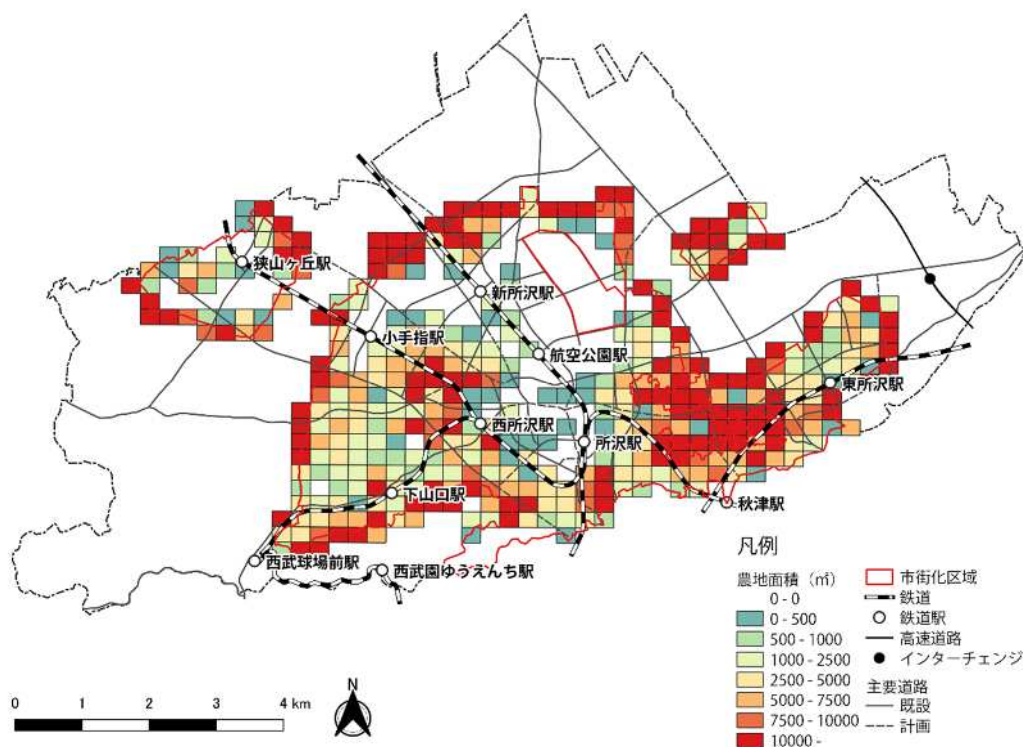 狭山ヶ丘駅
新所沢駅
小手指駅
航空公園駅
東所沢駅
西所沢駅
所沢駅
下山口駅
秋津駅
西武球場前駅
西武園ゆうえんち駅
凡例
農地面積（㎡）
0 - 0
0 - 500
500 - 1000
1000 - 2500
2500 - 5000
5000 - 7500
7500 - 10000
10000 -
市街化区域
鉄道
鉄道駅
高速道路
インターチェンジ
主要道路
既設
計画
N
0 1 2 3 4 km